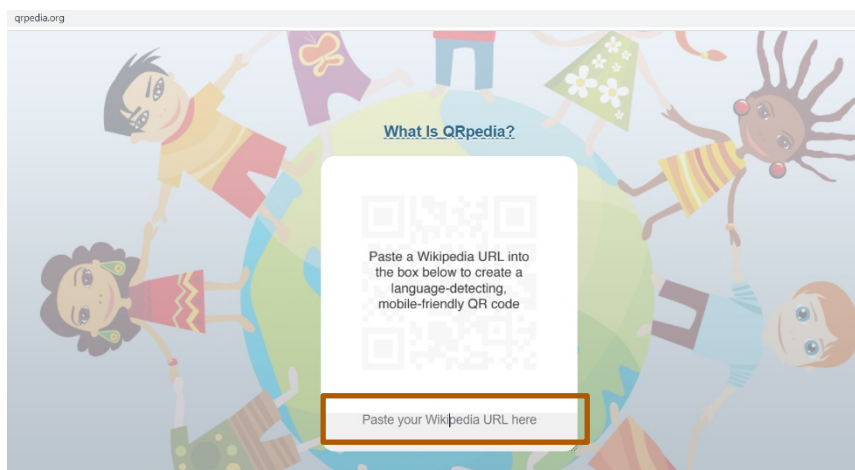 qrpedia.org
What Is QRpedia?
Paste a Wikipedia URL into
the box below to create a
language-detecting,
mobile-friendly QR code
Paste your Wikipedia URL here